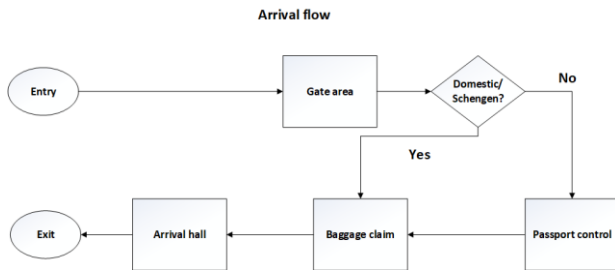 Arrival flow
Entry
Gate area
Domestic/
Schengen?
No
Yes
Exit
Arrival hall
Baggage claim
Passport control